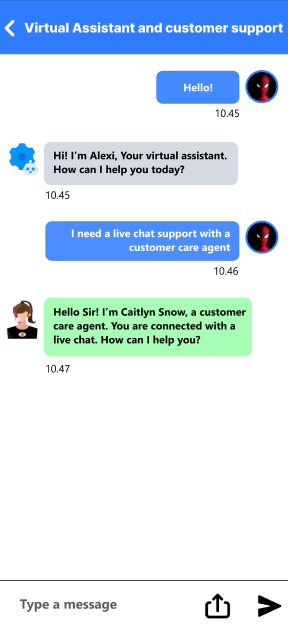 Virtual Assistant and customer support
Hello!
10.45
Hi! I'm Alexi, Your virtual assistant.
How can I help you today?
10.45
I need a live chat support with a
customer care agent
10.46
Hello Sir! I'm Caitlyn Snow, a customer
care agent. You are connected with a
live chat. How can I help you?
10.47
Type a message